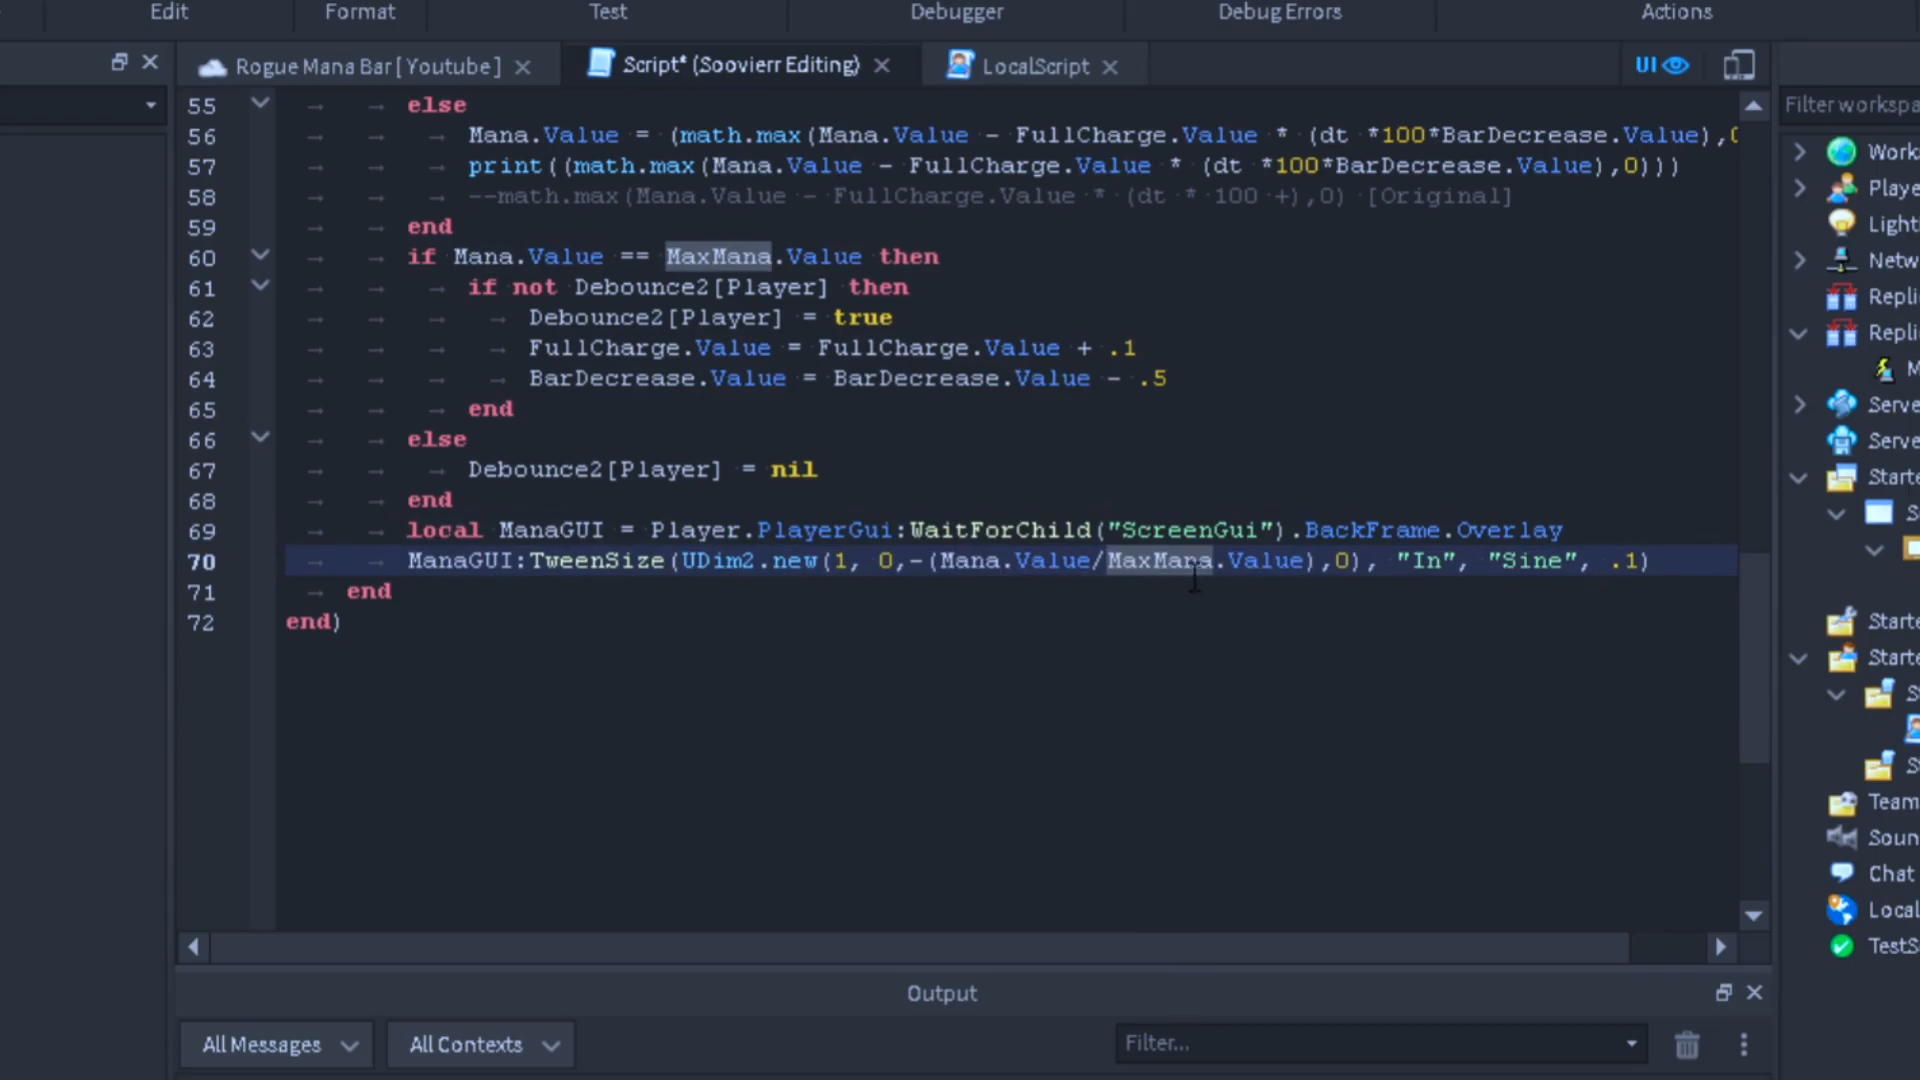 Edit Format Test Debugger Debug Errors Actions
Rogue Mana Bar [ Youtube ] Script* (Soovierr Editing) LocalScript UI
55 else
56 Mana.Value = (math.max(Mana.Value - FullCharge.Value * (dt *100*BarDecrease.Value),0
57 print((math.max(Mana.Value - FullCharge.Value * (dt *100*BarDecrease.Value),0)))
58 --math.max(Mana.Value - FullCharge.Value * (dt * 100 +),0) [Original]
59 end
60 if Mana.Value == MaxMana.Value then
61 if not Debounce2[Player] then
62 Debounce2[Player] = true
63 FullCharge.Value = FullCharge.Value + .1
64 BarDecrease.Value = BarDecrease.Value - .5
65 end
66 else
67 Debounce2[Player] = nil
68 end
69 local ManaGUI = Player.PlayerGui:WaitForChild("ScreenGui").BackFrame.Overlay
70 ManaGUI:TweenSize(UDim2.new(1, 0,-(Mana.Value/MaxMana.Value),0), "In", "Sine", .1)
71 end
72 end)
Filter workspa
Works
Playe
Lighti
Netw
Repli
Repli
M
Serve
Serve
Starte
S
Starte
Starte
S
S
Team
Soun
Chat
Local
TestS
Output
All Messages All Contexts Filter...